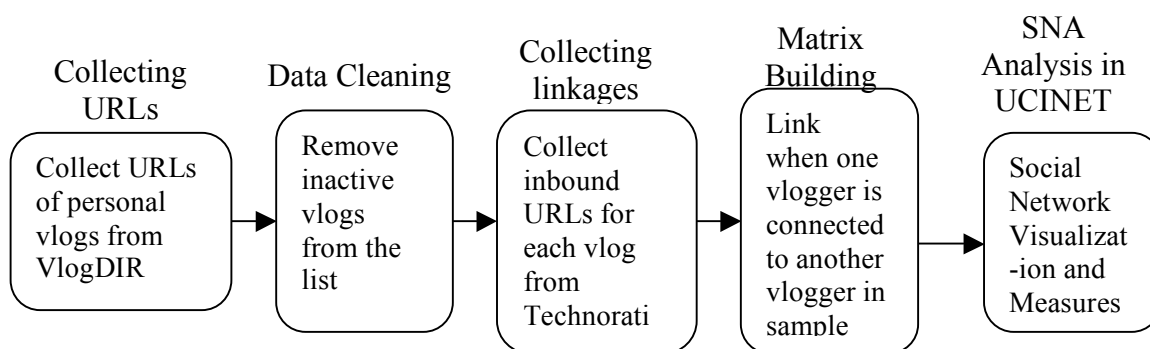 Collecting
URLs
Collect URLs
of personal
vlogs from
VlogDIR
Data Cleaning
Remove
inactive
vlogs
from the
list
Collecting
linkages
Collect
inbound
URLs for
each vlog
from
Technorati
Matrix
Building
Link
when one
vlogger is
connected
to another
vlogger in
sample
SNA
Analysis in
UCINET
Social
Network
Visualizat
-ion and
Measures